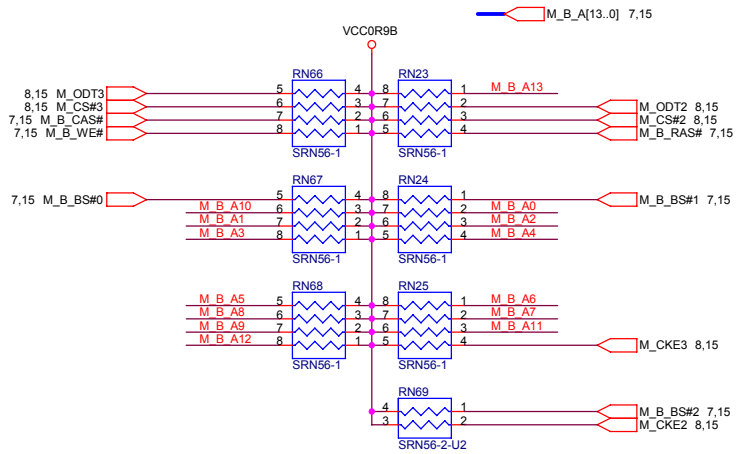 M_B_A[13..0] 7,15
VCC0R9B
RN66 RN23
8,15 M_ODT3 5 4 8 1 M_B_A13
8,15 M_CS#3 6 3 7 2 M_ODT2 8,15
7,15 M_B_CAS# 7 2 6 3 M_CS#2 8,15
7,15 M_B_WE# 8 1 5 4 M_B_RAS# 7,15
SRN56-1 SRN56-1
RN67 RN24
7,15 M_B_BS#0 5 4 8 1 M_B_BS#1 7,15
M_B_A10 6 3 7 2 M_B_A0
M_B_A1 7 2 6 3 M_B_A2
M_B_A3 8 1 5 4 M_B_A4
SRN56-1 SRN56-1
RN68 RN25
M_B_A5 5 4 8 1 M_B_A6
M_B_A8 6 3 7 2 M_B_A7
M_B_A9 7 2 6 3 M_B_A11
M_B_A12 8 1 5 4 M_CKE3 8,15
SRN56-1 SRN56-1
RN69
4 1 M_B_BS#2 7,15
3 2 M_CKE2 8,15
SRN56-2-U2